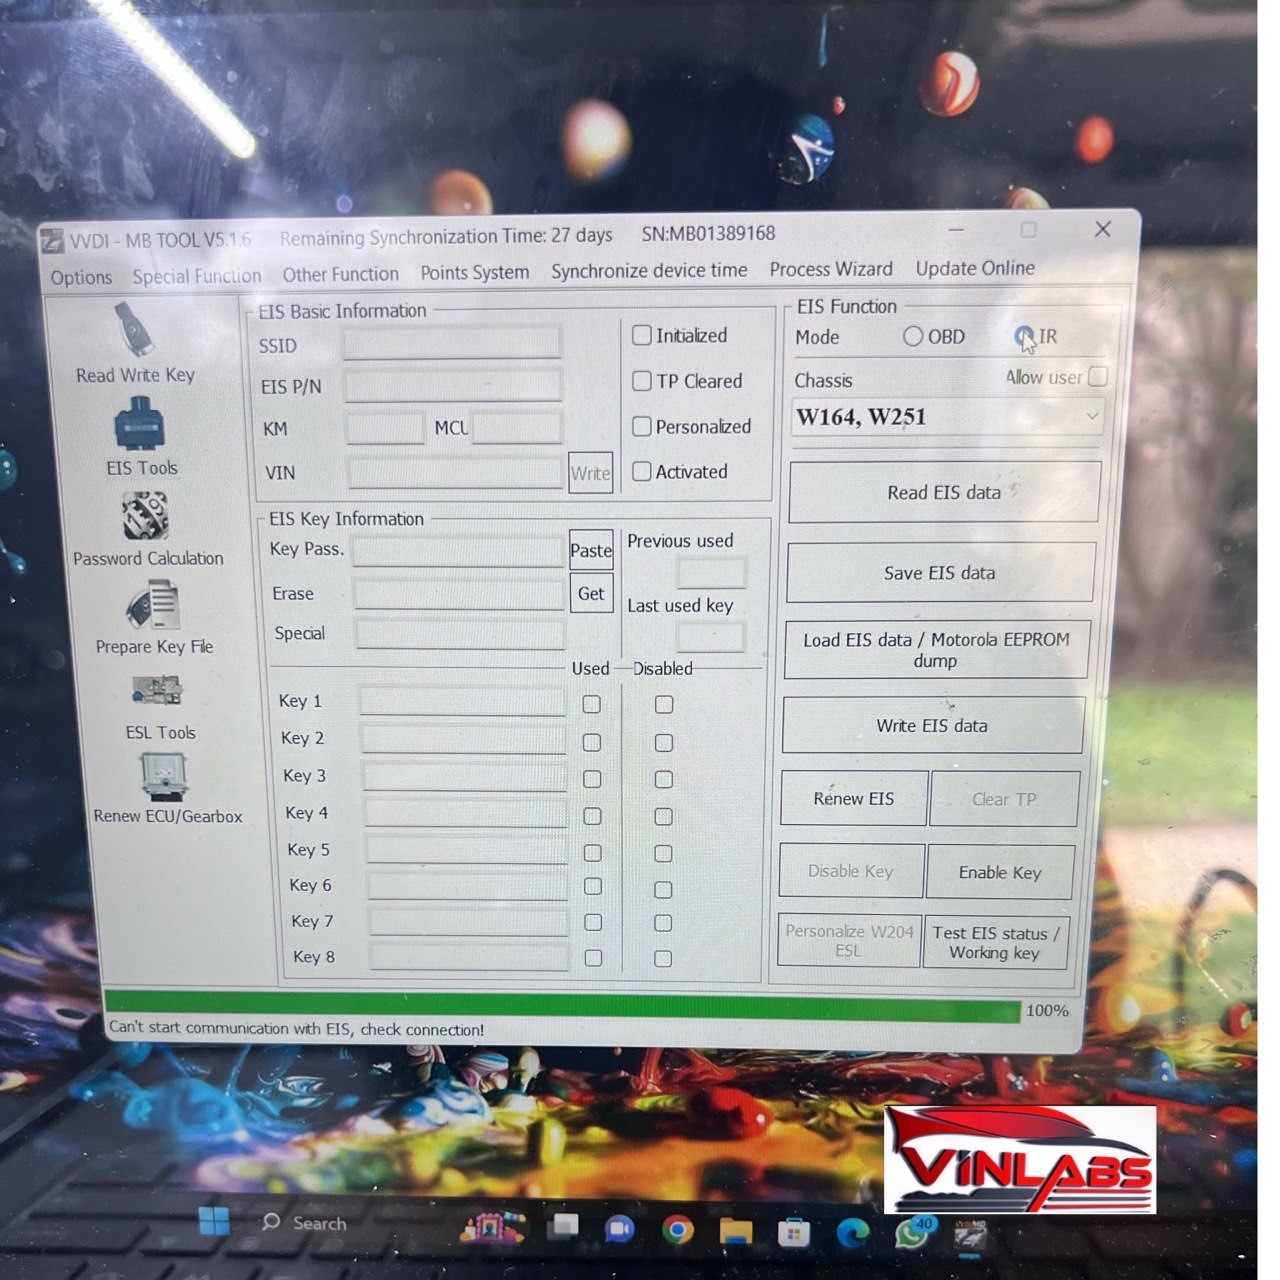 VVDI - MB TOOL V5.1.6 Remaining Synchronization Time: 27 days SN:MB01389168
Options Special Function Other Function Points System Synchronize device time Process Wizard Update Online
Read Write Key
EIS Tools
Password Calculation
Prepare Key File
ESL Tools
Renew ECU/Gearbox
EIS Basic Information
SSID
EIS P/N
KM MCU
VIN Write
Initialized
TP Cleared
Personalized
Activated
EIS Key Information
Key Pass. Paste
Erase Get
Special
Previous used
Last used key
Used Disabled
Key 1
Key 2
Key 3
Key 4
Key 5
Key 6
Key 7
Key 8
EIS Function
Mode OBD IR
Chassis Allow user
W164, W251
Read EIS data
Save EIS data
Load EIS data / Motorola EEPROM
dump
Write EIS data
Renew EIS Clear TP
Disable Key Enable Key
Personalize W204
ESL
Test EIS status /
Working key
100%
Can't start communication with EIS, check connection!
VINLABS
Search
40